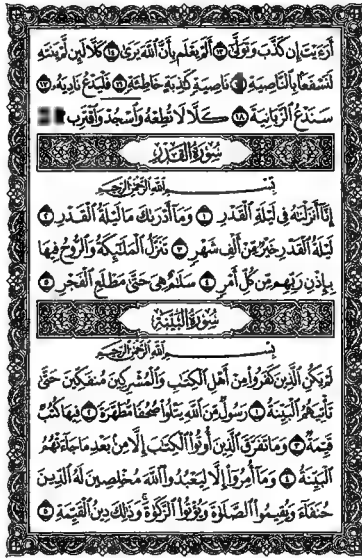 أَرَءَيْتَ إِن كَذَّبَ وَتَوَلَّىٰٓ ١٣ أَلَمْ يَعْلَم بِأَنَّ ٱللَّهَ يَرَىٰ ١٤ كَلَّا لَئِن لَّمْ يَنتَهِ
لَنَسْفَعًۢا بِٱلنَّاصِيَةِ ١٥ نَاصِيَةٍ كَٰذِبَةٍ خَاطِئَةٍ ١٦ فَلْيَدْعُ نَادِيَهُۥ ١٧
سَنَدْعُ ٱلزَّبَانِيَةَ ١٨ كَلَّا لَا تُطِعْهُ وَٱسْجُدْ وَٱقْتَرِب
سُورَةُ ٱلْقَدْرِ
بِسْمِ ٱللَّهِ ٱلرَّحْمَٰنِ ٱلرَّحِيمِ
إِنَّآ أَنزَلْنَٰهُ فِى لَيْلَةِ ٱلْقَدْرِ ١ وَمَآ أَدْرَىٰكَ مَا لَيْلَةُ ٱلْقَدْرِ ٢
لَيْلَةُ ٱلْقَدْرِ خَيْرٌ مِّنْ أَلْفِ شَهْرٍ ٣ تَنَزَّلُ ٱلْمَلَٰٓئِكَةُ وَٱلرُّوحُ فِيهَا
بِإِذْنِ رَبِّهِم مِّن كُلِّ أَمْرٍ ٤ سَلَٰمٌ هِىَ حَتَّىٰ مَطْلَعِ ٱلْفَجْرِ ٥
سُورَةُ ٱلْبَيِّنَةِ
بِسْمِ ٱللَّهِ ٱلرَّحْمَٰنِ ٱلرَّحِيمِ
لَمْ يَكُنِ ٱلَّذِينَ كَفَرُوا۟ مِنْ أَهْلِ ٱلْكِتَٰبِ وَٱلْمُشْرِكِينَ مُنفَكِّينَ حَتَّىٰ
تَأْتِيَهُمُ ٱلْبَيِّنَةُ ١ رَسُولٌ مِّنَ ٱللَّهِ يَتْلُوا۟ صُحُفًا مُّطَهَّرَةً ٢ فِيهَا كُتُبٌ
قَيِّمَةٌ ٣ وَمَا تَفَرَّقَ ٱلَّذِينَ أُوتُوا۟ ٱلْكِتَٰبَ إِلَّا مِنۢ بَعْدِ مَا جَآءَتْهُمُ
ٱلْبَيِّنَةُ ٤ وَمَآ أُمِرُوٓا۟ إِلَّا لِيَعْبُدُوا۟ ٱللَّهَ مُخْلِصِينَ لَهُ ٱلدِّينَ
حُنَفَآءَ وَيُقِيمُوا۟ ٱلصَّلَوٰةَ وَيُؤْتُوا۟ ٱلزَّكَوٰةَ ۚ وَذَٰلِكَ دِينُ ٱلْقَيِّمَةِ ٥